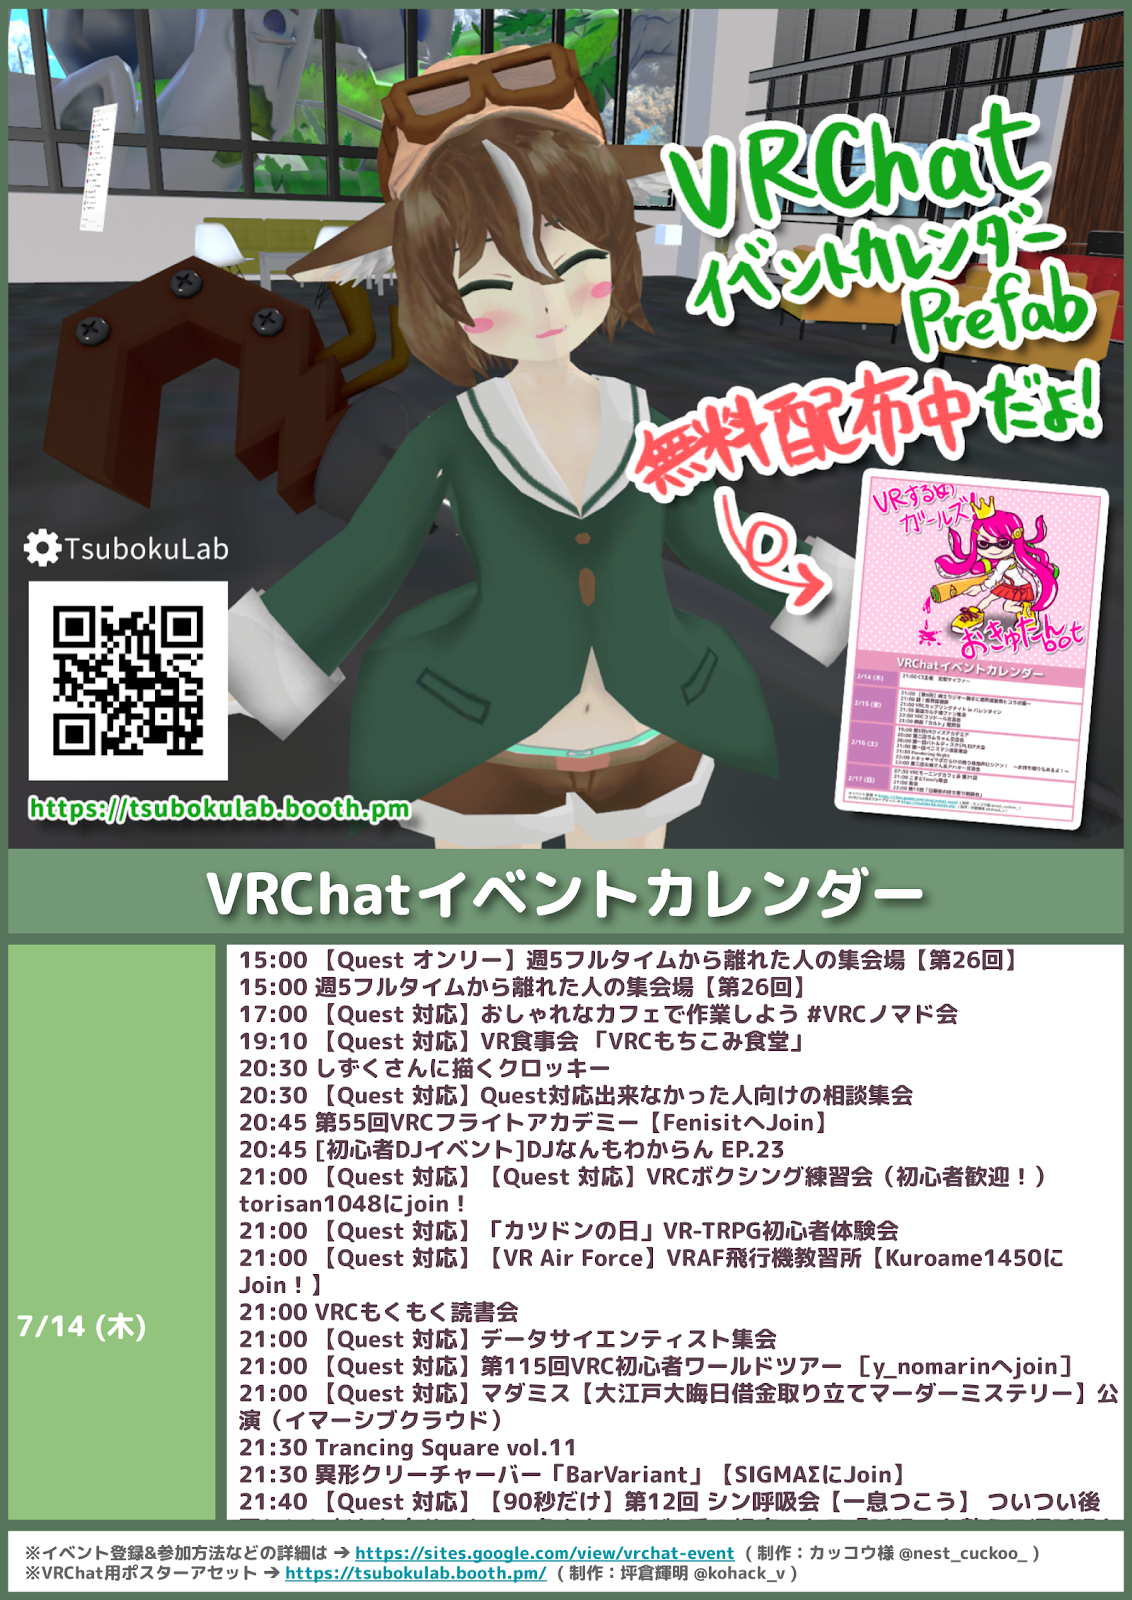 VRChat
イベントカレンダー
Prefab
無料配布中だよ!
TsubokuLab
https://tsubokulab.booth.pm
VRするめ
ガールズ
おきゅたんbot
VRChatイベントカレンダー
2/14 (木)
2/15 (金)
2/16 (土)
2/17 (日)
VRChatイベントカレンダー
7/14 (木)
15:00 【Quest オンリー】週5フルタイムから離れた人の集会場【第26回】
15:00 週5フルタイムから離れた人の集会場【第26回】
17:00 【Quest 対応】おしゃれなカフェで作業しよう #VRCノマド会
19:10 【Quest 対応】VR食事会 「VRCもちこみ食堂」
20:30 しずくさんに描くクロッキー
20:30 【Quest 対応】Quest対応出来なかった人向けの相談集会
20:45 第55回VRCフライトアカデミー【FenisitへJoin】
20:45 [初心者DJイベント]DJなんもわからん EP.23
21:00 【Quest 対応】【Quest 対応】VRCボクシング練習会（初心者歓迎！）
torisan1048にjoin！
21:00 【Quest 対応】「カツドンの日」VR-TRPG初心者体験会
21:00 【Quest 対応】【VR Air Force】VRAF飛行機教習所【Kuroame1450に
Join！】
21:00 VRCもくもく読書会
21:00 【Quest 対応】データサイエンティスト集会
21:00 【Quest 対応】第115回VRC初心者ワールドツアー ［y_nomarinへjoin］
21:00 【Quest 対応】マダミス【大江戸大晦日借金取り立てマーダーミステリー】公
演（イマーシブクラウド）
21:30 Trancing Square vol.11
21:30 異形クリーチャーバー「BarVariant」【SIGMAΣにJoin】
21:40 【Quest 対応】【90秒だけ】第12回 シン呼吸会【一息つこう】 ついつい後
※イベント登録&参加方法などの詳細は ➔ https://sites.google.com/view/vrchat-event ( 制作：カッコウ様 @nest_cuckoo_ )
※VRChat用ポスターアセット ➔ https://tsubokulab.booth.pm/ ( 制作：坪倉輝明 @kohack_v )